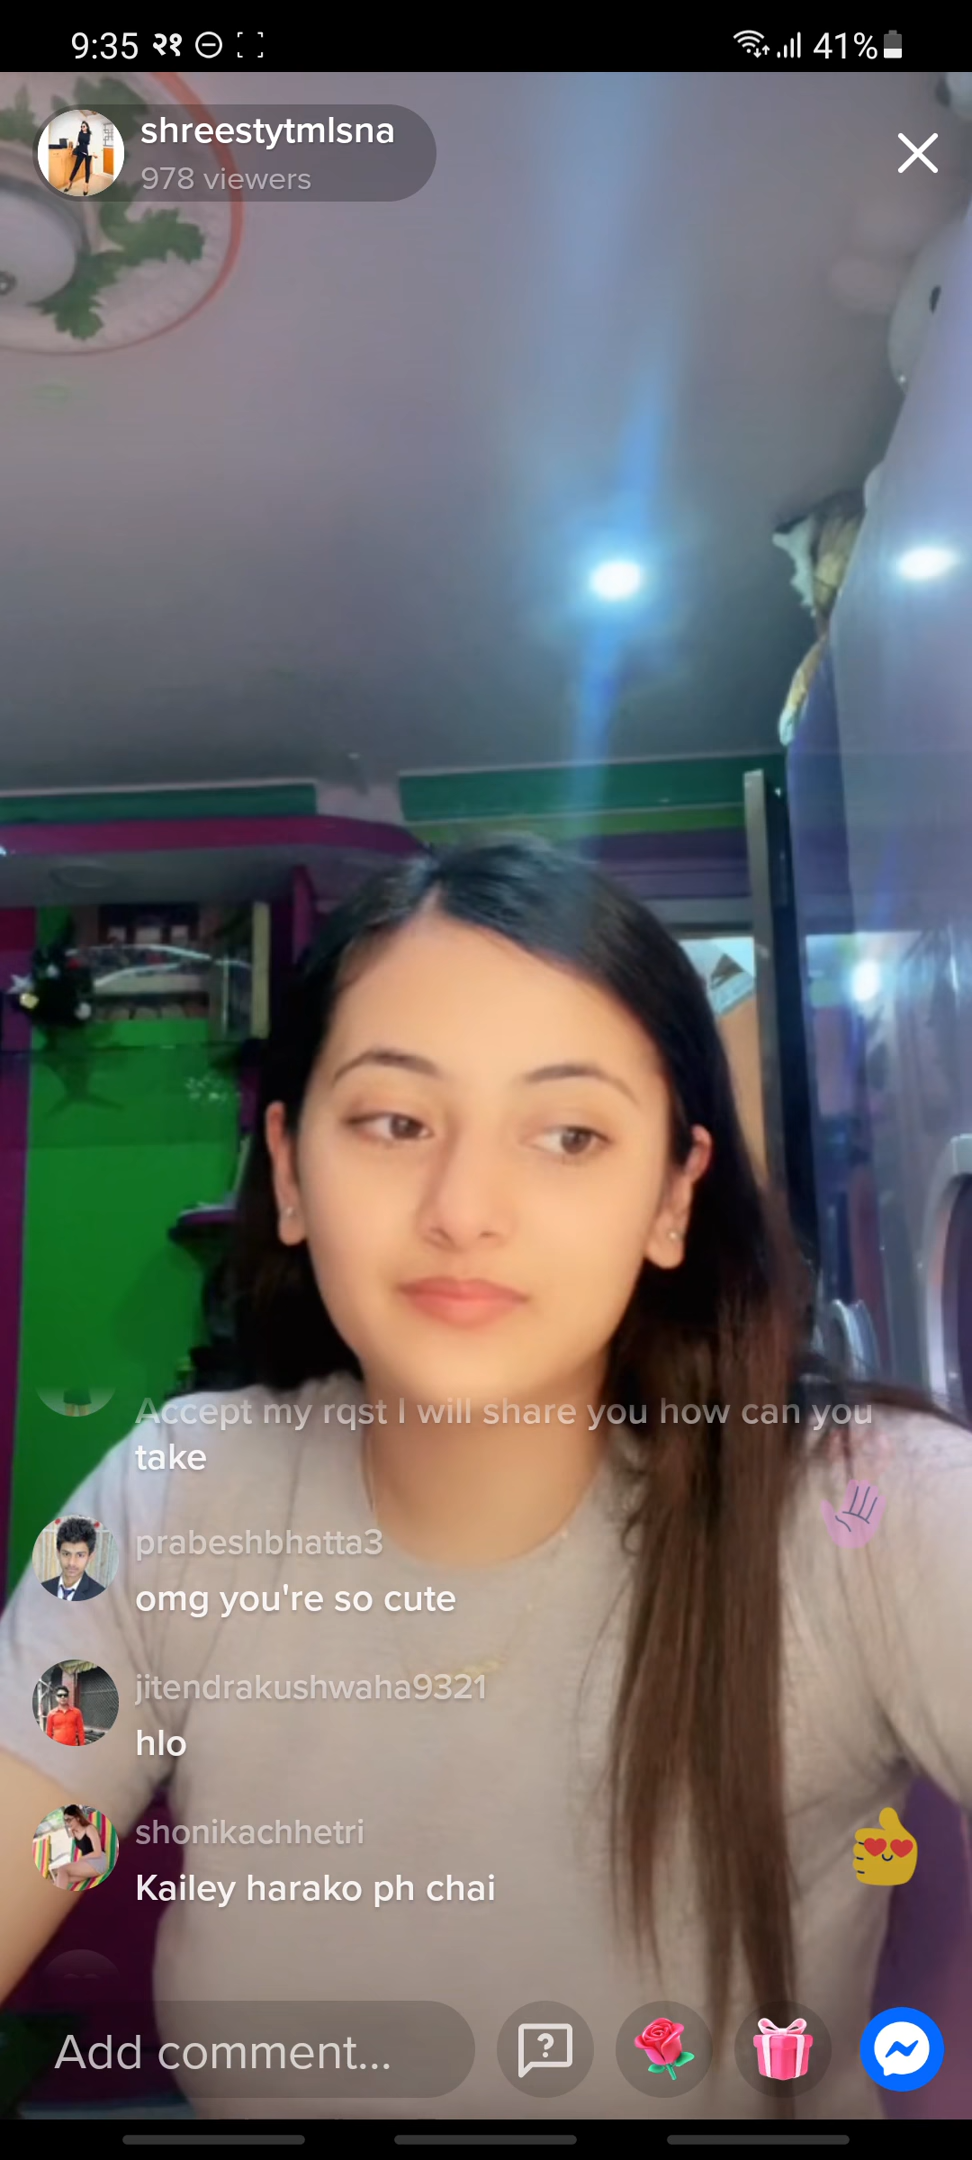 9:35 २१ 41%
shreestytmlsna
978 viewers
Accept my rqst I will share you how can you
take
prabeshbhatta3
omg you're so cute
jitendrakushwaha9321
hlo
shonikachhetri
Kailey harako ph chai
Add comment...
?